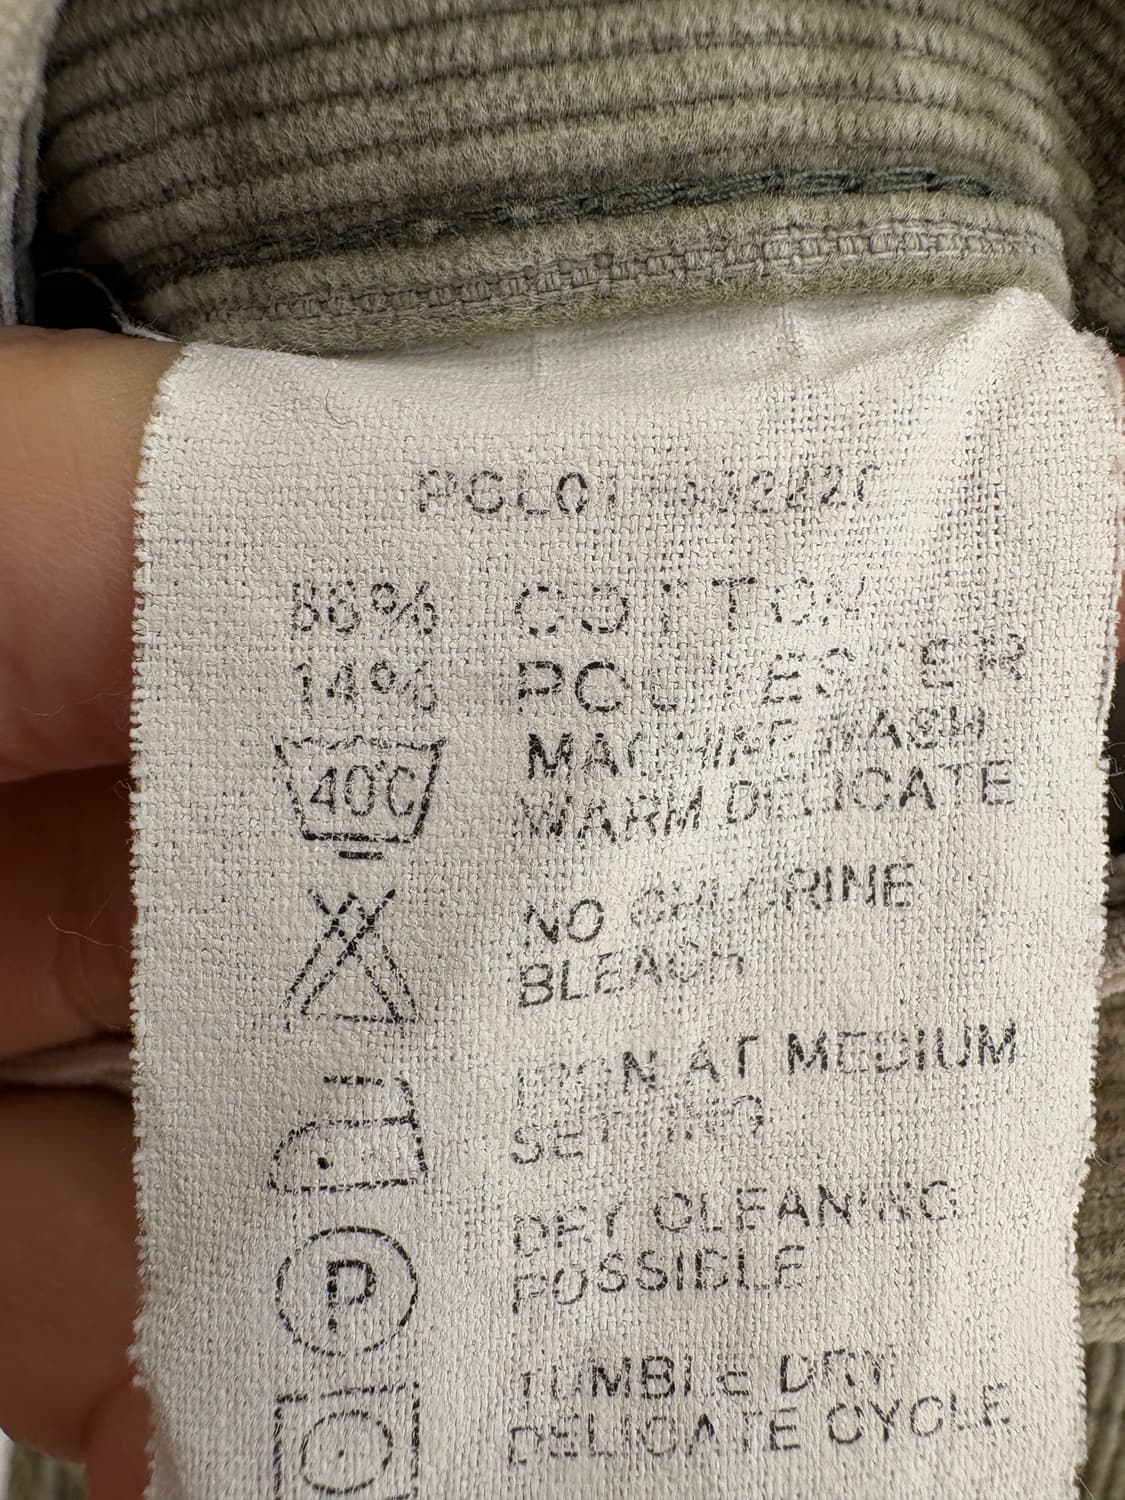 86% COTTON
14% POLYESTER
40°C MACHINE WASH
WARM DELICATE
NO CHLORINE
BLEACH
IRON AT MEDIUM
SETTING
DRY CLEANING
POSSIBLE
P
TUMBLE DRY
DELICATE CYCLE